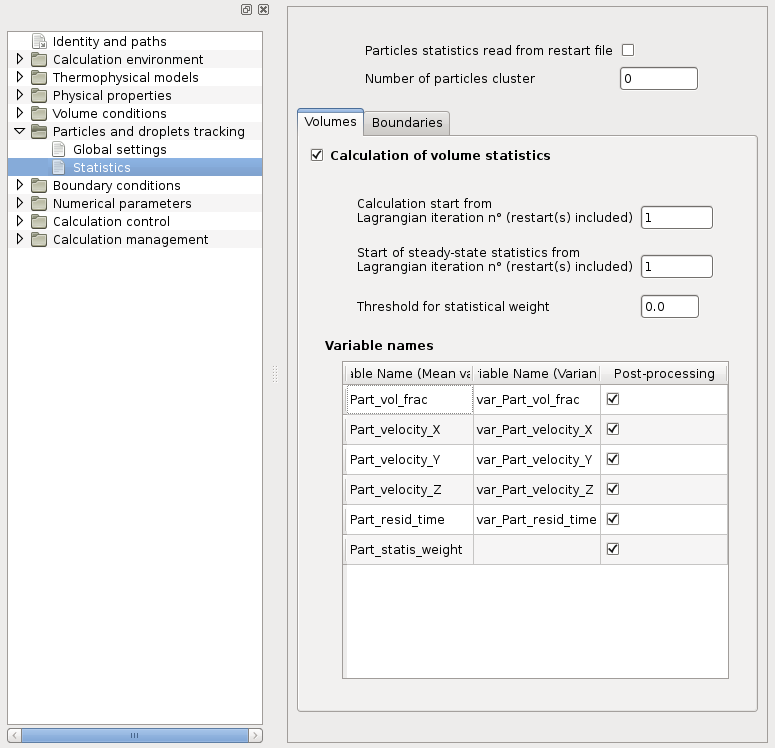 Identity and paths
Calculation environment
Thermophysical models
Physical properties
Volume conditions
Particles and droplets tracking
Global settings
Statistics
Boundary conditions
Numerical parameters
Calculation control
Calculation management
Particles statistics read from restart file
Number of particles cluster 0
Volumes Boundaries
Calculation of volume statistics
Calculation start from
Lagrangian iteration n° (restart(s) included) 1
Start of steady-state statistics from
Lagrangian iteration n° (restart(s) included) 1
Threshold for statistical weight 0.0
Variable names
able Name (Mean va riable Name (Varian Post-processing
Part_vol_frac var_Part_vol_frac
Part_velocity_X var_Part_velocity_X
Part_velocity_Y var_Part_velocity_Y
Part_velocity_Z var_Part_velocity_Z
Part_resid_time var_Part_resid_time
Part_statis_weight